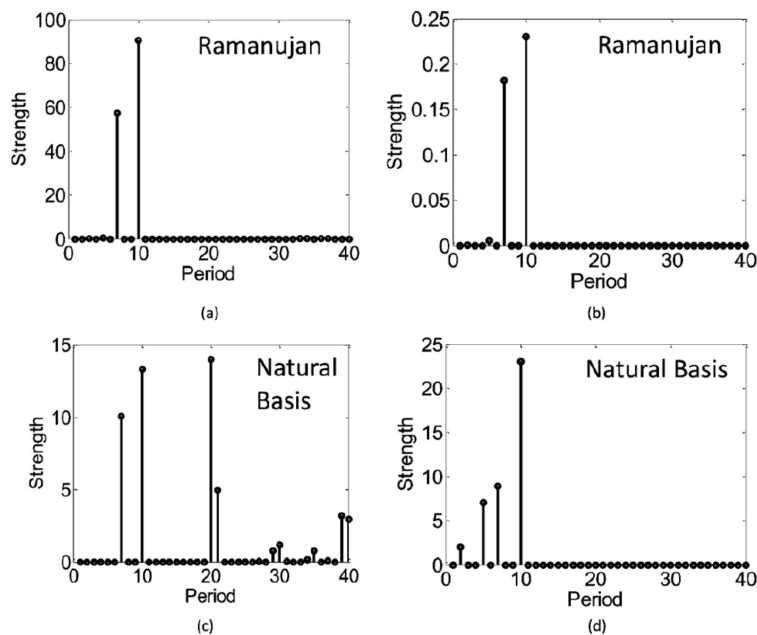 100
80
60
40
20
0
Strength
Ramanujan
0 10 20 30 40
Period
(a)
0.25
0.2
0.15
0.1
0.05
0
Strength
Ramanujan
0 10 20 30 40
Period
(b)
15
10
5
0
Strength
Natural
Basis
0 10 20 30 40
Period
(c)
25
20
15
10
5
0
Strength
Natural Basis
0 10 20 30 40
Period
(d)